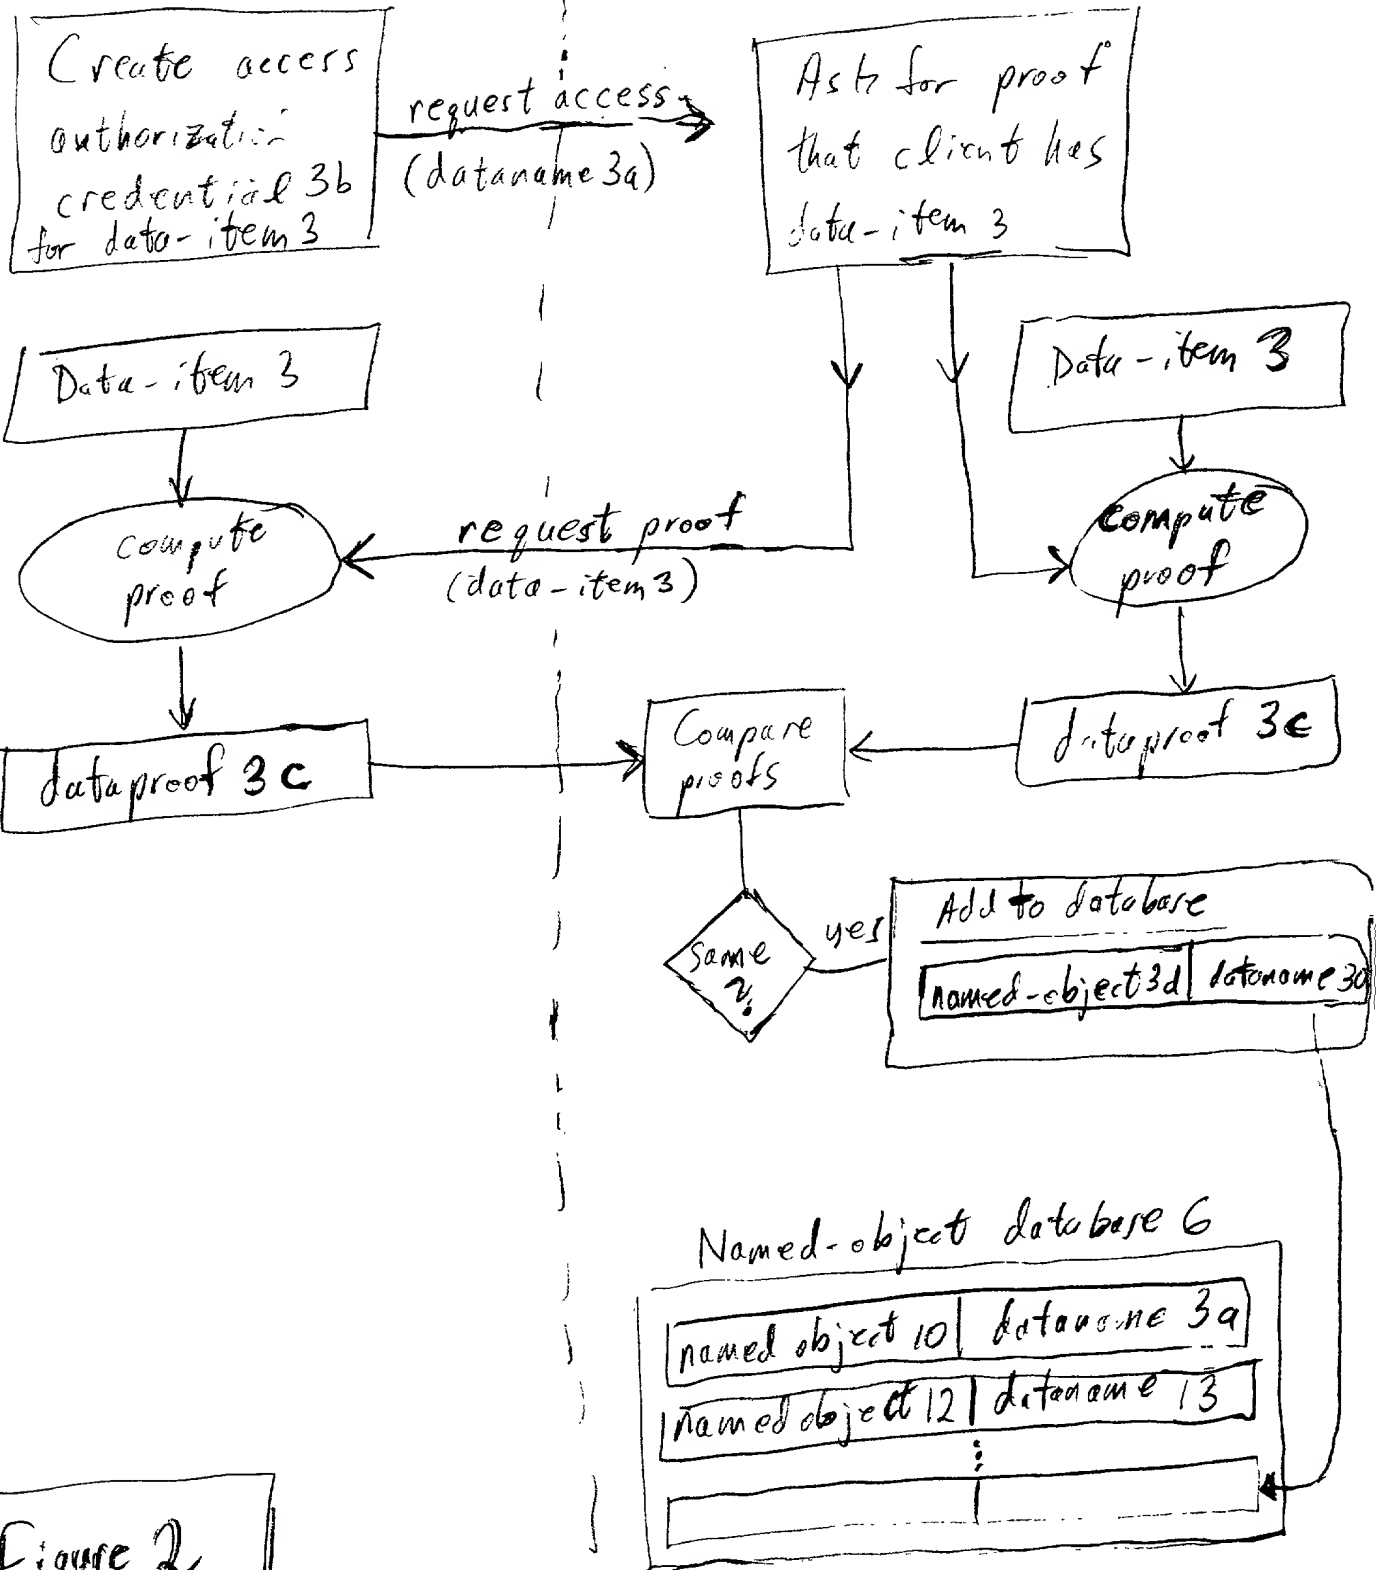 Create access
authorization
credential 3b
for data-item 3
request access
(dataname 3a)
Ask for proof
that client has
data-item 3
Data-item 3
Data-item 3
compute
proof
request proof
(data-item 3)
compute
proof
dataproof 3c
Compare
proofs
dataproof 3c
same
?
yes
Add to database
named-object 3d | dataname 3a
Named-object database 6
named object 10 | dataname 3a
named object 12 | dataname 13
Figure 2